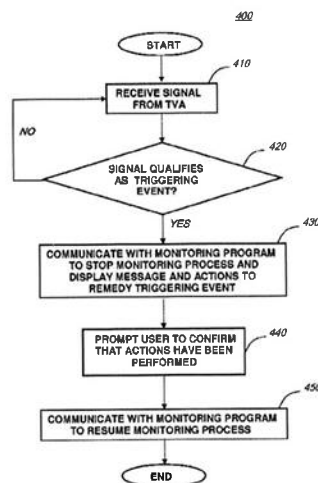 400
START
410
RECEIVE SIGNAL
FROM TVA
NO
420
SIGNAL QUALIFIES
AS TRIGGERING
EVENT?
YES
430
COMMUNICATE WITH MONITORING PROGRAM
TO STOP MONITORING PROCESS AND
DISPLAY MESSAGE AND ACTIONS TO
REMEDY TRIGGERING EVENT
440
PROMPT USER TO CONFIRM
THAT ACTIONS HAVE BEEN
PERFORMED
450
COMMUNICATE WITH MONITORING PROGRAM
TO RESUME MONITORING PROCESS
END